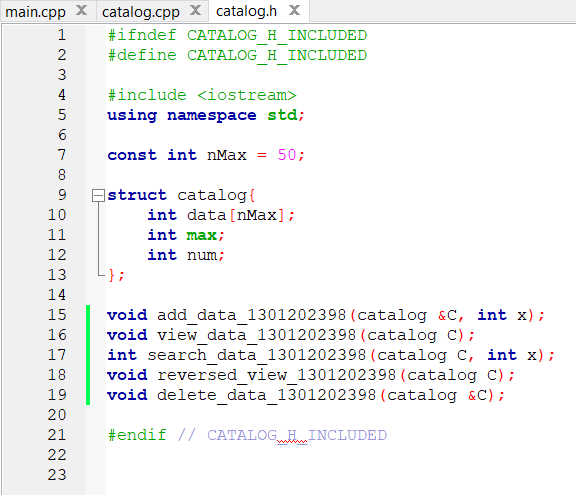 main.cpp catalog.cpp catalog.h
1 #ifndef CATALOG_H_INCLUDED
2 #define CATALOG_H_INCLUDED
3
4 #include <iostream>
5 using namespace std;
6
7 const int nMax = 50;
8
9 struct catalog{
10 int data[nMax];
11 int max;
12 int num;
13 };
14
15 void add_data_1301202398(catalog &C, int x);
16 void view_data_1301202398(catalog C);
17 int search_data_1301202398(catalog C, int x);
18 void reversed_view_1301202398(catalog C);
19 void delete_data_1301202398(catalog &C);
20
21 #endif // CATALOG_H_INCLUDED
22
23